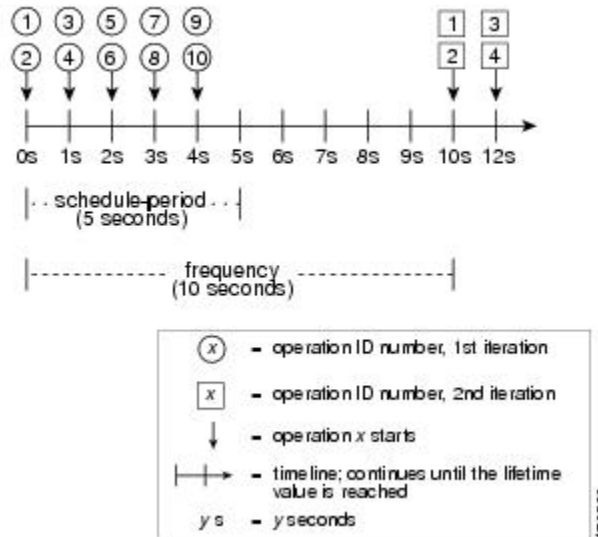 1 3 5 7 9 1 3
2 4 6 8 10 2 4
0s 1s 2s 3s 4s 5s 6s 7s 8s 9s 10s 12s
schedule-period
(5 seconds)
frequency
(10 seconds)
x = operation ID number, 1st iteration
x = operation ID number, 2nd iteration
= operation x starts
= timeline; continues until the lifetime
value is reached
y s = y seconds